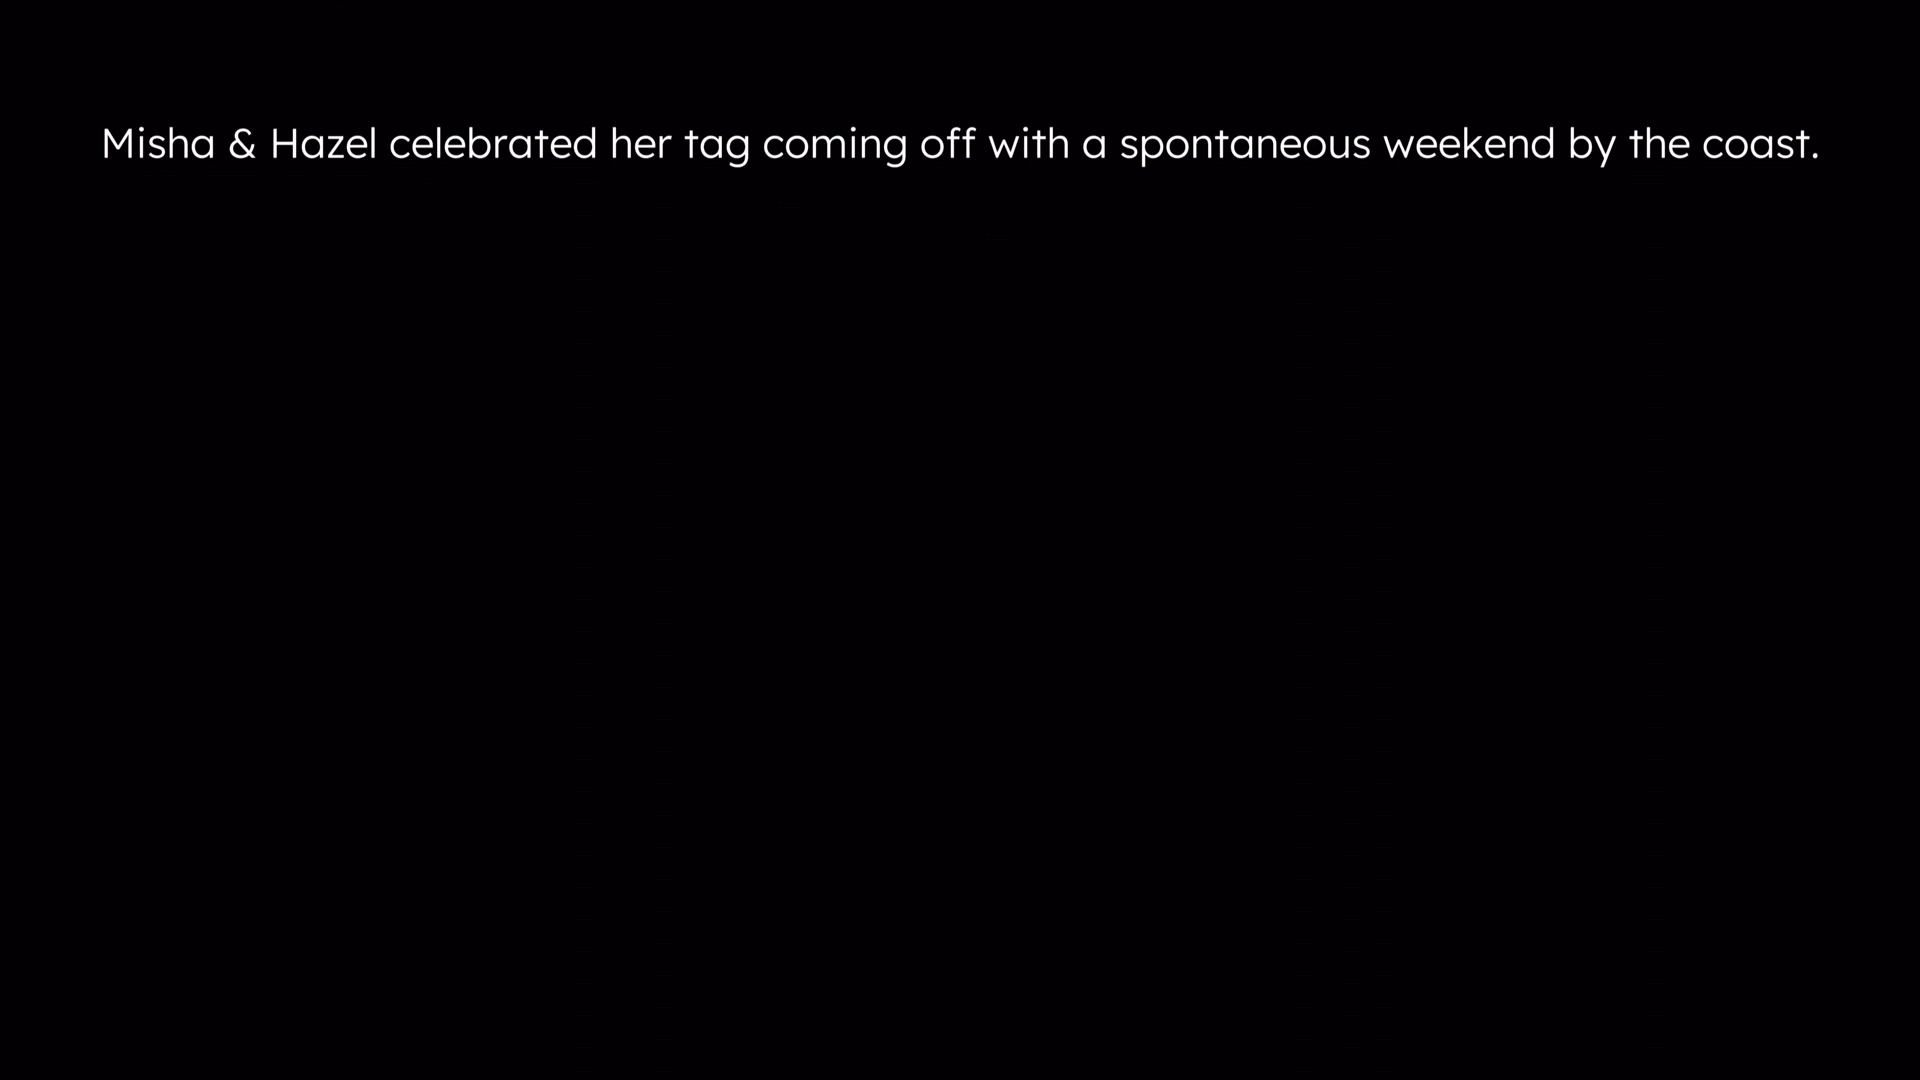 Misha & Hazel celebrated her tag coming off with a spontaneous weekend by the coast.